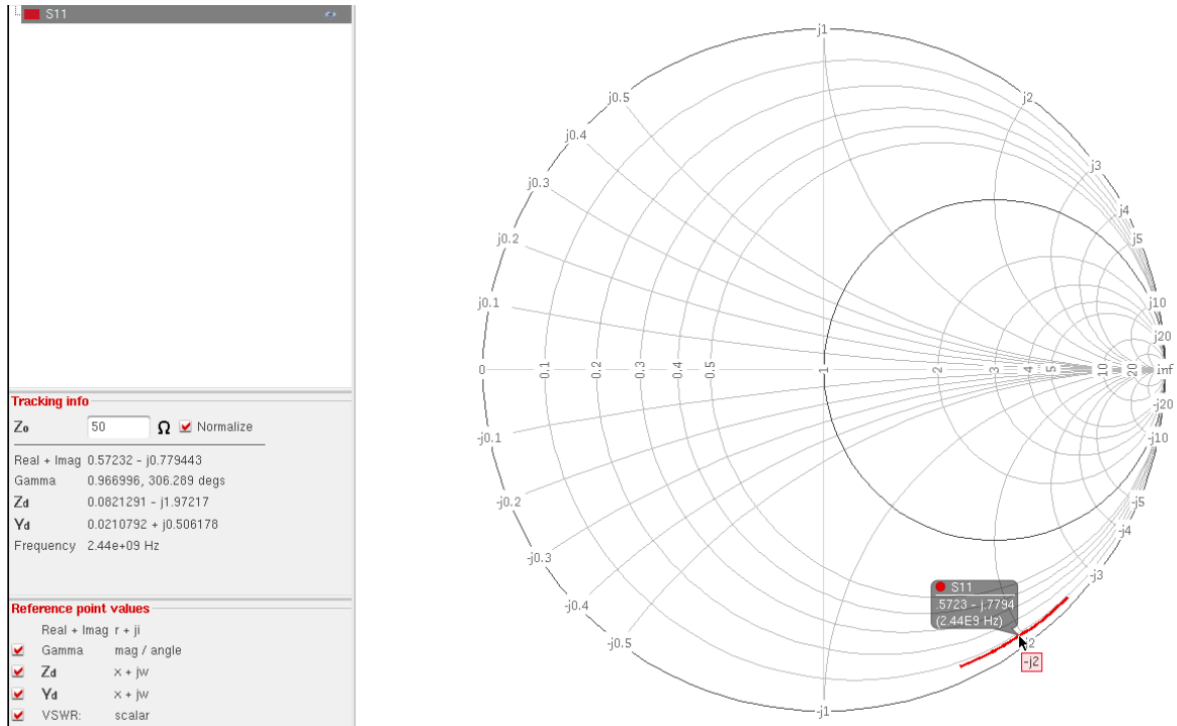 S11
Tracking info
Zo 50 Ω Normalize
Real + Imag 0.57232 - j0.779443
Gamma 0.966996, 306.289 degs
Zd 0.0821291 - j1.97217
Yd 0.0210792 + j0.506178
Frequency 2.44e+09 Hz
Reference point values
Real + Imag r + ji
Gamma mag / angle
Zd x + jw
Yd x + jw
VSWR: scalar
j1
j0.5
j2
j0.4
j3
j0.3
j4
j0.2
j5
j0.1
j10
j20
0 0.1 0.2 0.3 0.4 0.5 1 2 3 4 5 10 20 inf
-j20
-j0.1
-j10
-j0.2
-j5
-j4
-j0.3
-j3
-j0.4
S11
.5723 - j.7794
(2.44E9 Hz)
-j0.5
-j2
-j1